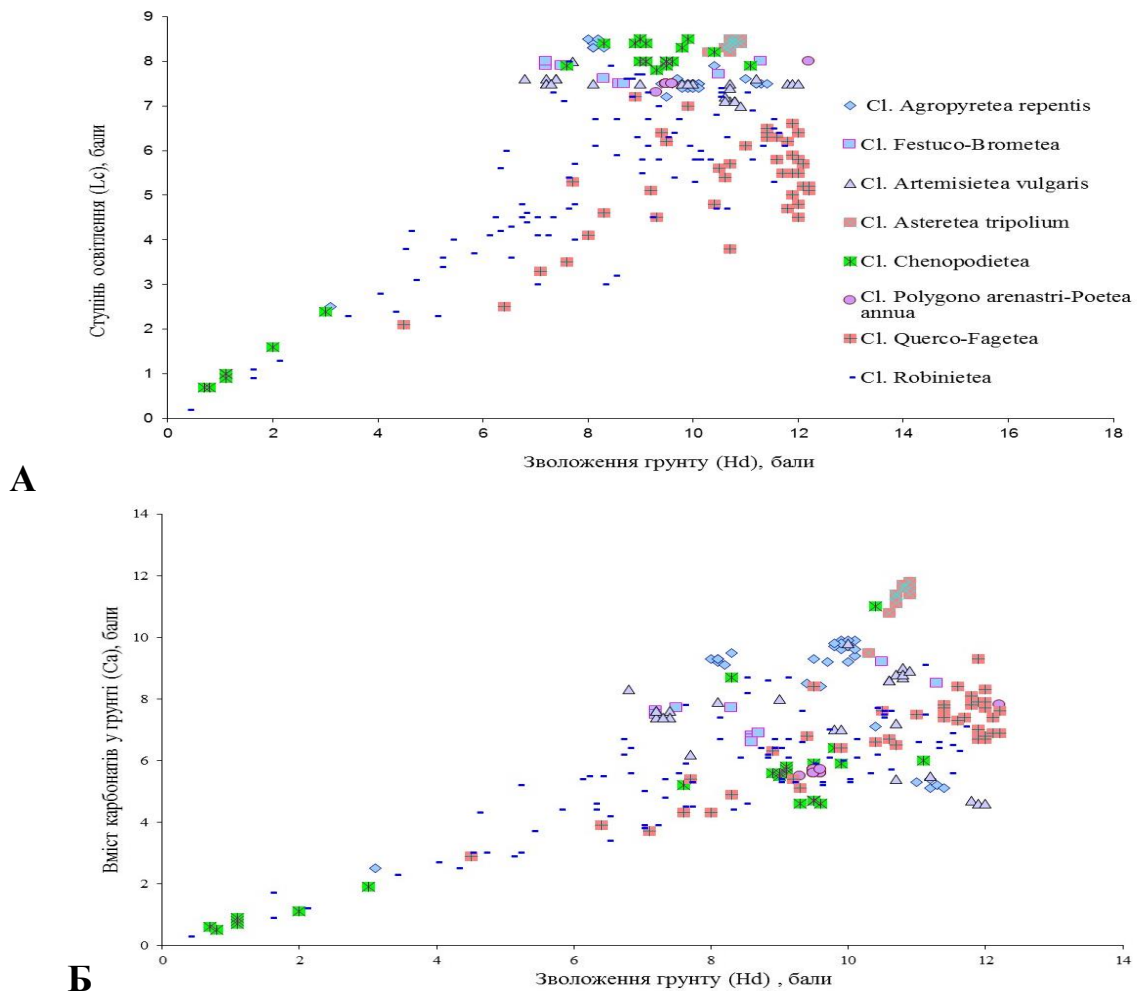 9
8
7
6
5
4
3
2
1
0
Ступінь освітлення (Lc), бали
0 2 4 6 8 10 12 14 16 18
Зволоження грунту (Hd), бали
Cl. Agropyretea repentis
Cl. Festuco-Brometea
Cl. Artemisietea vulgaris
Cl. Asteretea tripolium
Cl. Chenopodietea
Cl. Polygono arenastri-Poetea
annua
Cl. Querco-Fagetea
Cl. Robinietea
А
14
12
10
8
6
4
2
0
Вміст карбонатів у грунті (Ca), бали
0 2 4 6 8 10 12 14
Зволоження грунту (Hd) , бали
Б